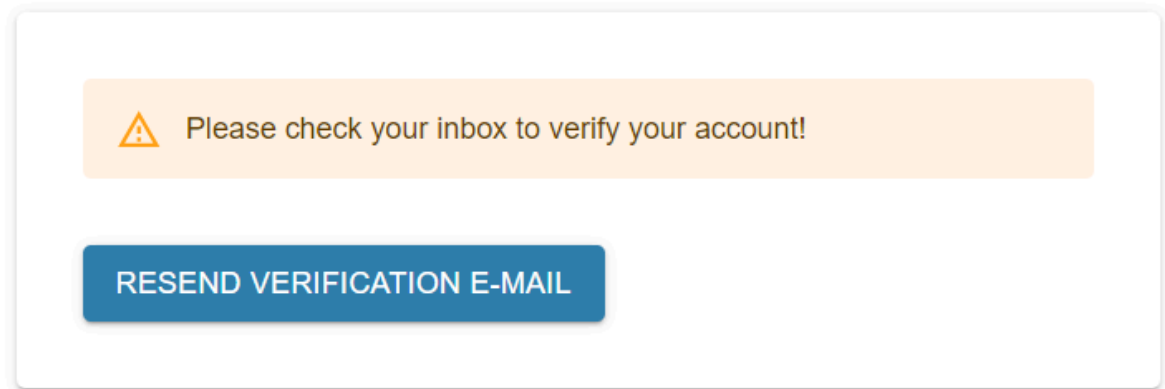 Please check your inbox to verify your account!
RESEND VERIFICATION E-MAIL